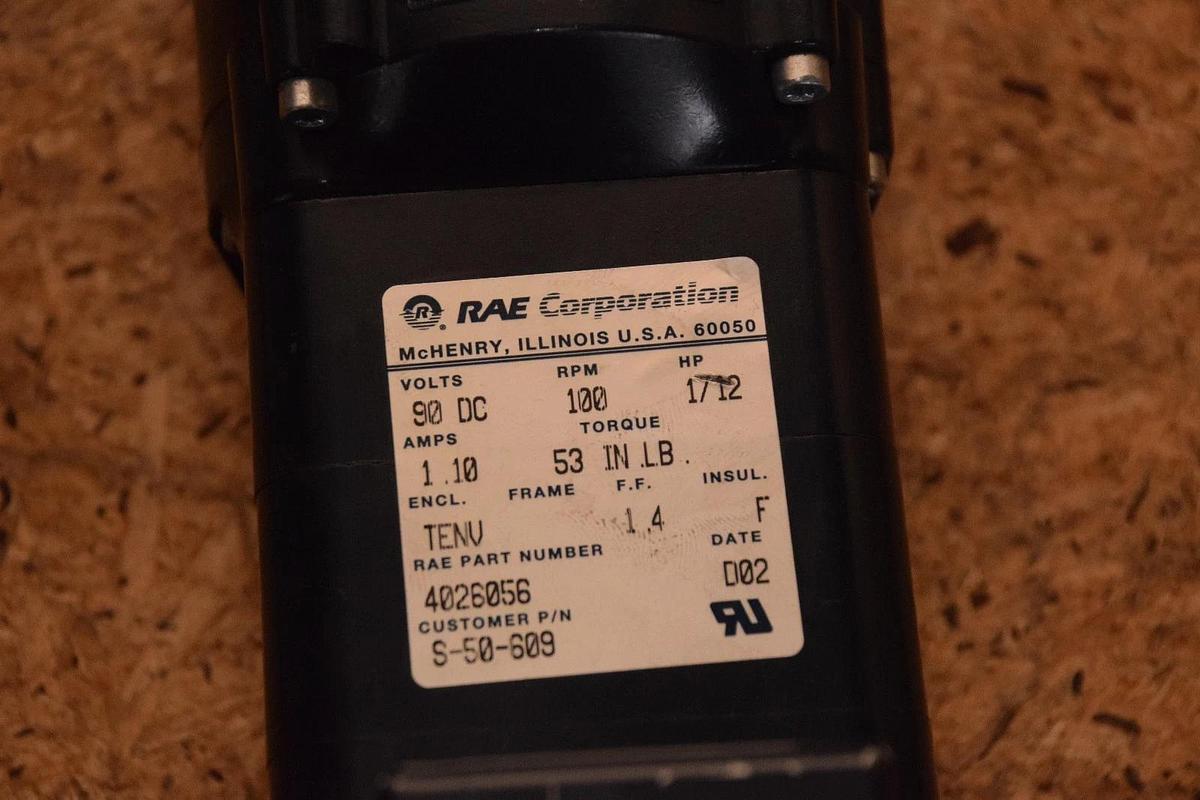 R ® RAE Corporation
McHENRY, ILLINOIS U.S.A. 60050
VOLTS RPM HP
90 DC 100 1/12
AMPS TORQUE
1.10 53 IN.LB.
ENCL. FRAME F.F. INSUL.
TENV 1.4 F
RAE PART NUMBER DATE
4026056 D02
CUSTOMER P/N
S-50-609 RU